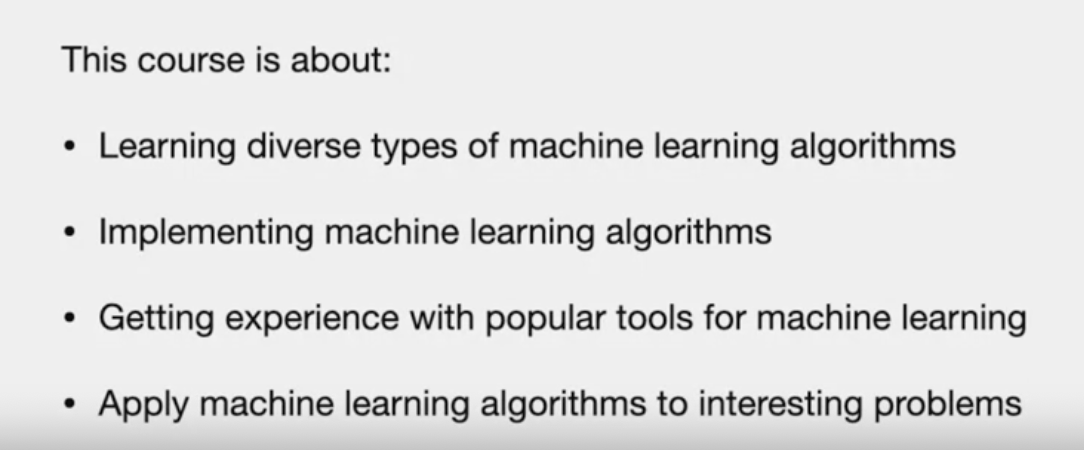 This course is about:
• Learning diverse types of machine learning algorithms
• Implementing machine learning algorithms
• Getting experience with popular tools for machine learning
• Apply machine learning algorithms to interesting problems